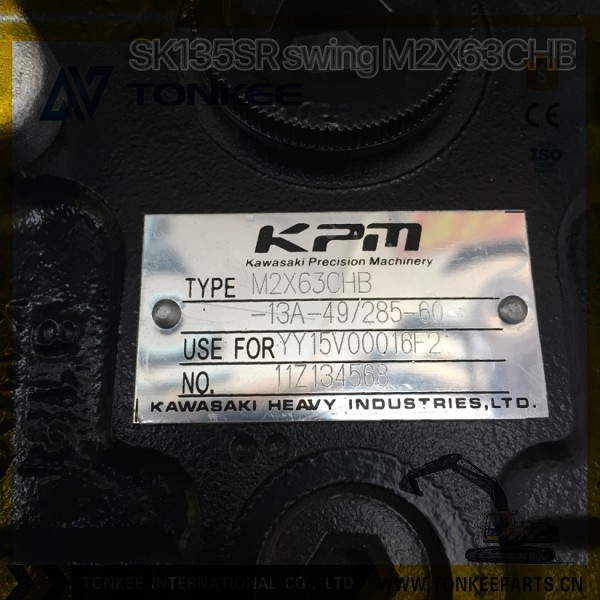 SK135SR swing M2X63CHB
TONKEE
CE
ISO
KPM
Kawasaki Precision Machinery
TYPE M2X63CHB
-13A-49/285-60
USE FOR YY15V00016F2
NO. 11Z134568
KAWASAKI HEAVY INDUSTRIES,LTD.
TONKEE INTERNATIONAL CO., LTD WWW.TONKEEPARTS.CN